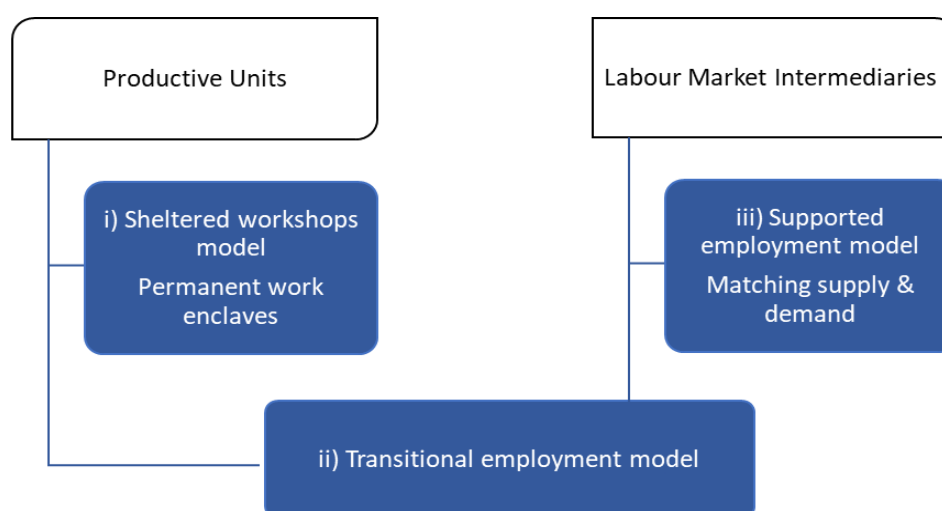 Productive Units
Labour Market Intermediaries
i) Sheltered workshops
model
Permanent work
enclaves
iii) Supported
employment model
Matching supply &
demand
ii) Transitional employment model